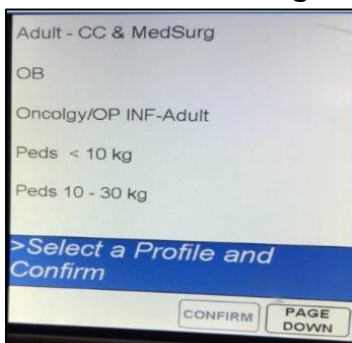 Adult - CC & MedSurg
OB
Oncolgy/OP INF-Adult
Peds < 10 kg
Peds 10 - 30 kg
>Select a Profile and
Confirm
CONFIRM
PAGE
DOWN